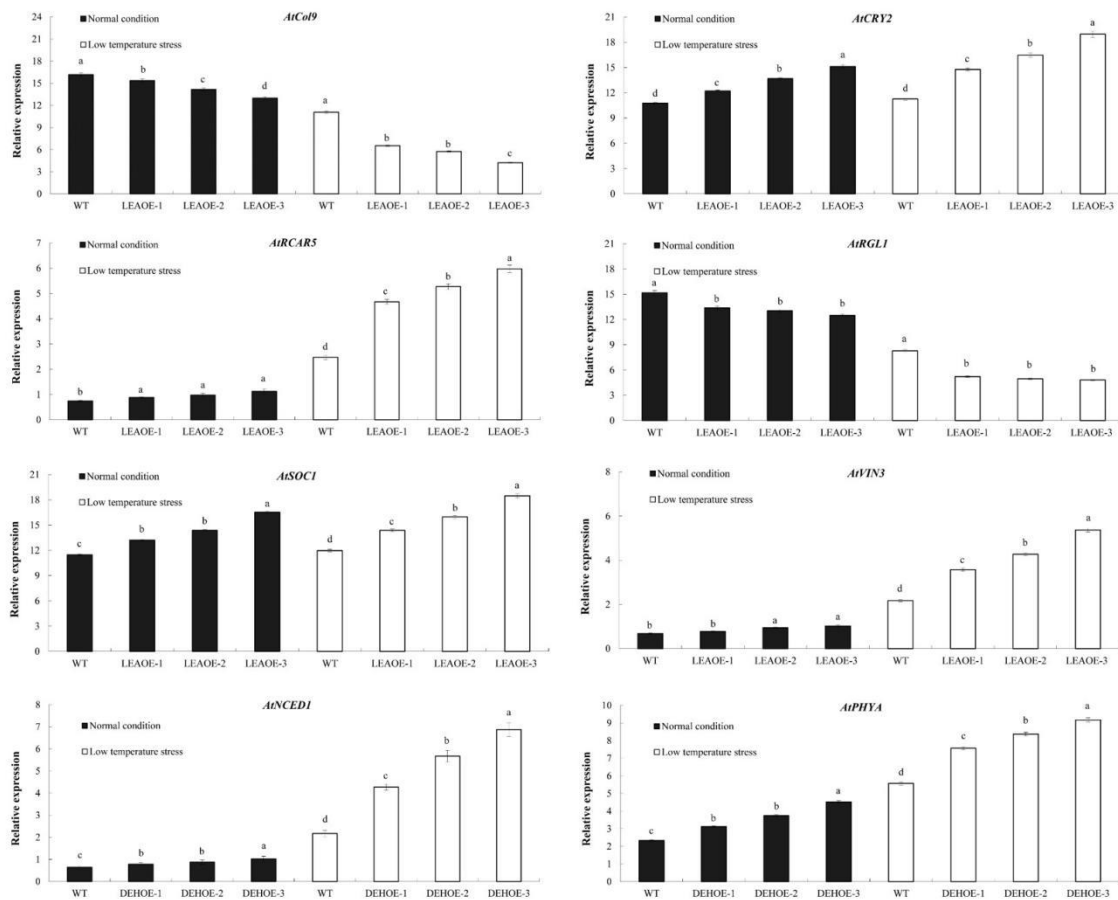 AtCol9
Normal condition
Low temperature stress
Relative expression
24
21
18
15
12
9
6
3
0
a
b
c
d
a
b
b
c
WT LEAOE-1 LEAOE-2 LEAOE-3 WT LEAOE-1 LEAOE-2 LEAOE-3
AtCRY2
Normal condition
Low temperature stress
Relative expression
21
18
15
12
9
6
3
0
d
c
b
a
d
c
b
a
WT LEAOE-1 LEAOE-2 LEAOE-3 WT LEAOE-1 LEAOE-2 LEAOE-3
AtRCAR5
Normal condition
Low temperature stress
Relative expression
7
6
5
4
3
2
1
0
b
a
a
a
d
c
b
a
WT LEAOE-1 LEAOE-2 LEAOE-3 WT LEAOE-1 LEAOE-2 LEAOE-3
AtRGL1
Normal condition
Low temperature stress
Relative expression
21
18
15
12
9
6
3
0
a
b
b
b
a
b
b
b
WT LEAOE-1 LEAOE-2 LEAOE-3 WT LEAOE-1 LEAOE-2 LEAOE-3
AtSOC1
Normal condition
Low temperature stress
Relative expression
21
18
15
12
9
6
3
0
c
b
b
a
d
c
b
a
WT LEAOE-1 LEAOE-2 LEAOE-3 WT LEAOE-1 LEAOE-2 LEAOE-3
AtVIN3
Normal condition
Low temperature stress
Relative expression
8
6
4
2
0
b
b
a
a
d
c
b
a
WT LEAOE-1 LEAOE-2 LEAOE-3 WT LEAOE-1 LEAOE-2 LEAOE-3
AtNCED1
Normal condition
Low temperature stress
Relative expression
8
7
6
5
4
3
2
1
0
c
b
b
a
d
c
b
a
WT DEHOE-1 DEHOE-2 DEHOE-3 WT DEHOE-1 DEHOE-2 DEHOE-3
AtPHYA
Normal condition
Low temperature stress
Relative expression
10
9
8
7
6
5
4
3
2
1
0
c
b
b
a
d
c
b
a
WT DEHOE-1 DEHOE-2 DEHOE-3 WT DEHOE-1 DEHOE-2 DEHOE-3